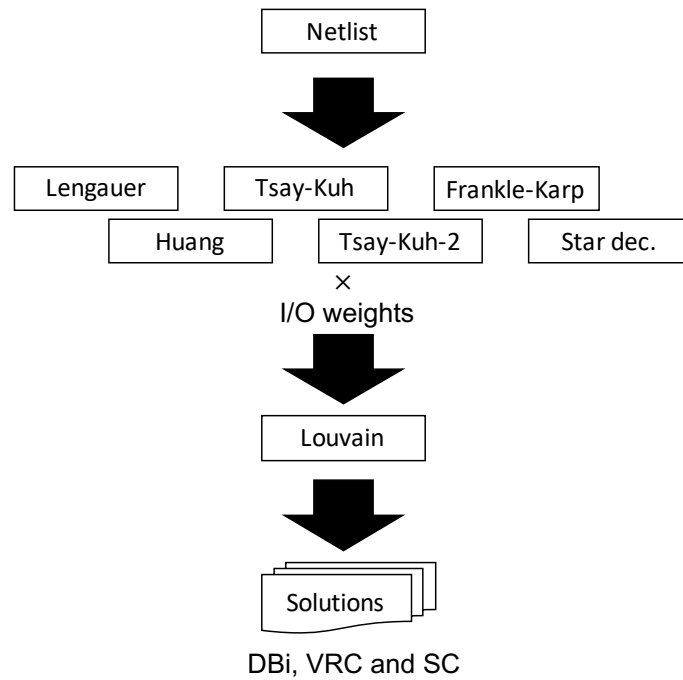 Netlist
Lengauer
Tsay-Kuh
Frankle-Karp
Huang
Tsay-Kuh-2
Star dec.
×
I/O weights
Louvain
Solutions
DBi, VRC and SC